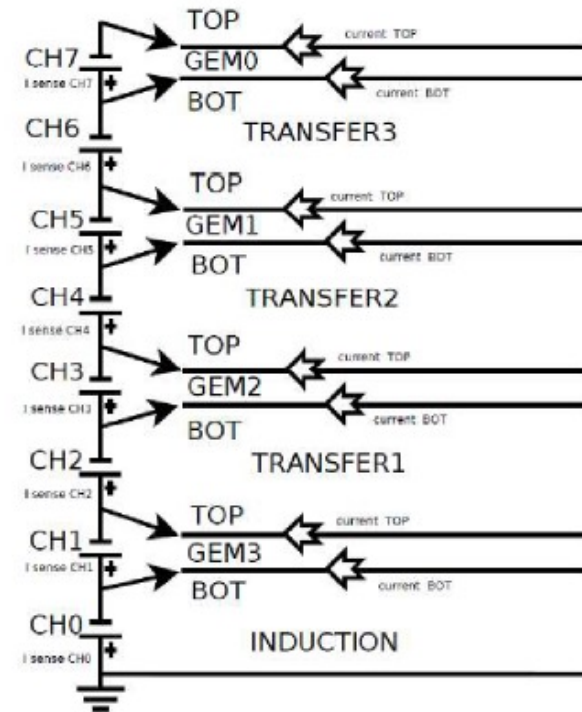 TOP
current TOP
CH7
GEM0
I sense CH7
+
BOT
current BOT
CH6
TRANSFER3
+
I sense CH6
TOP
current TOP
CH5
GEM1
+
I sense CH5
BOT
current BOT
CH4
TRANSFER2
+
I sense CH4
TOP
current TOP
CH3
GEM2
+
I sense CH3
BOT
current BOT
CH2
TRANSFER1
+
I sense CH2
TOP
current TOP
CH1
GEM3
+
I sense CH1
BOT
current BOT
CH0
INDUCTION
+
I sense CH0